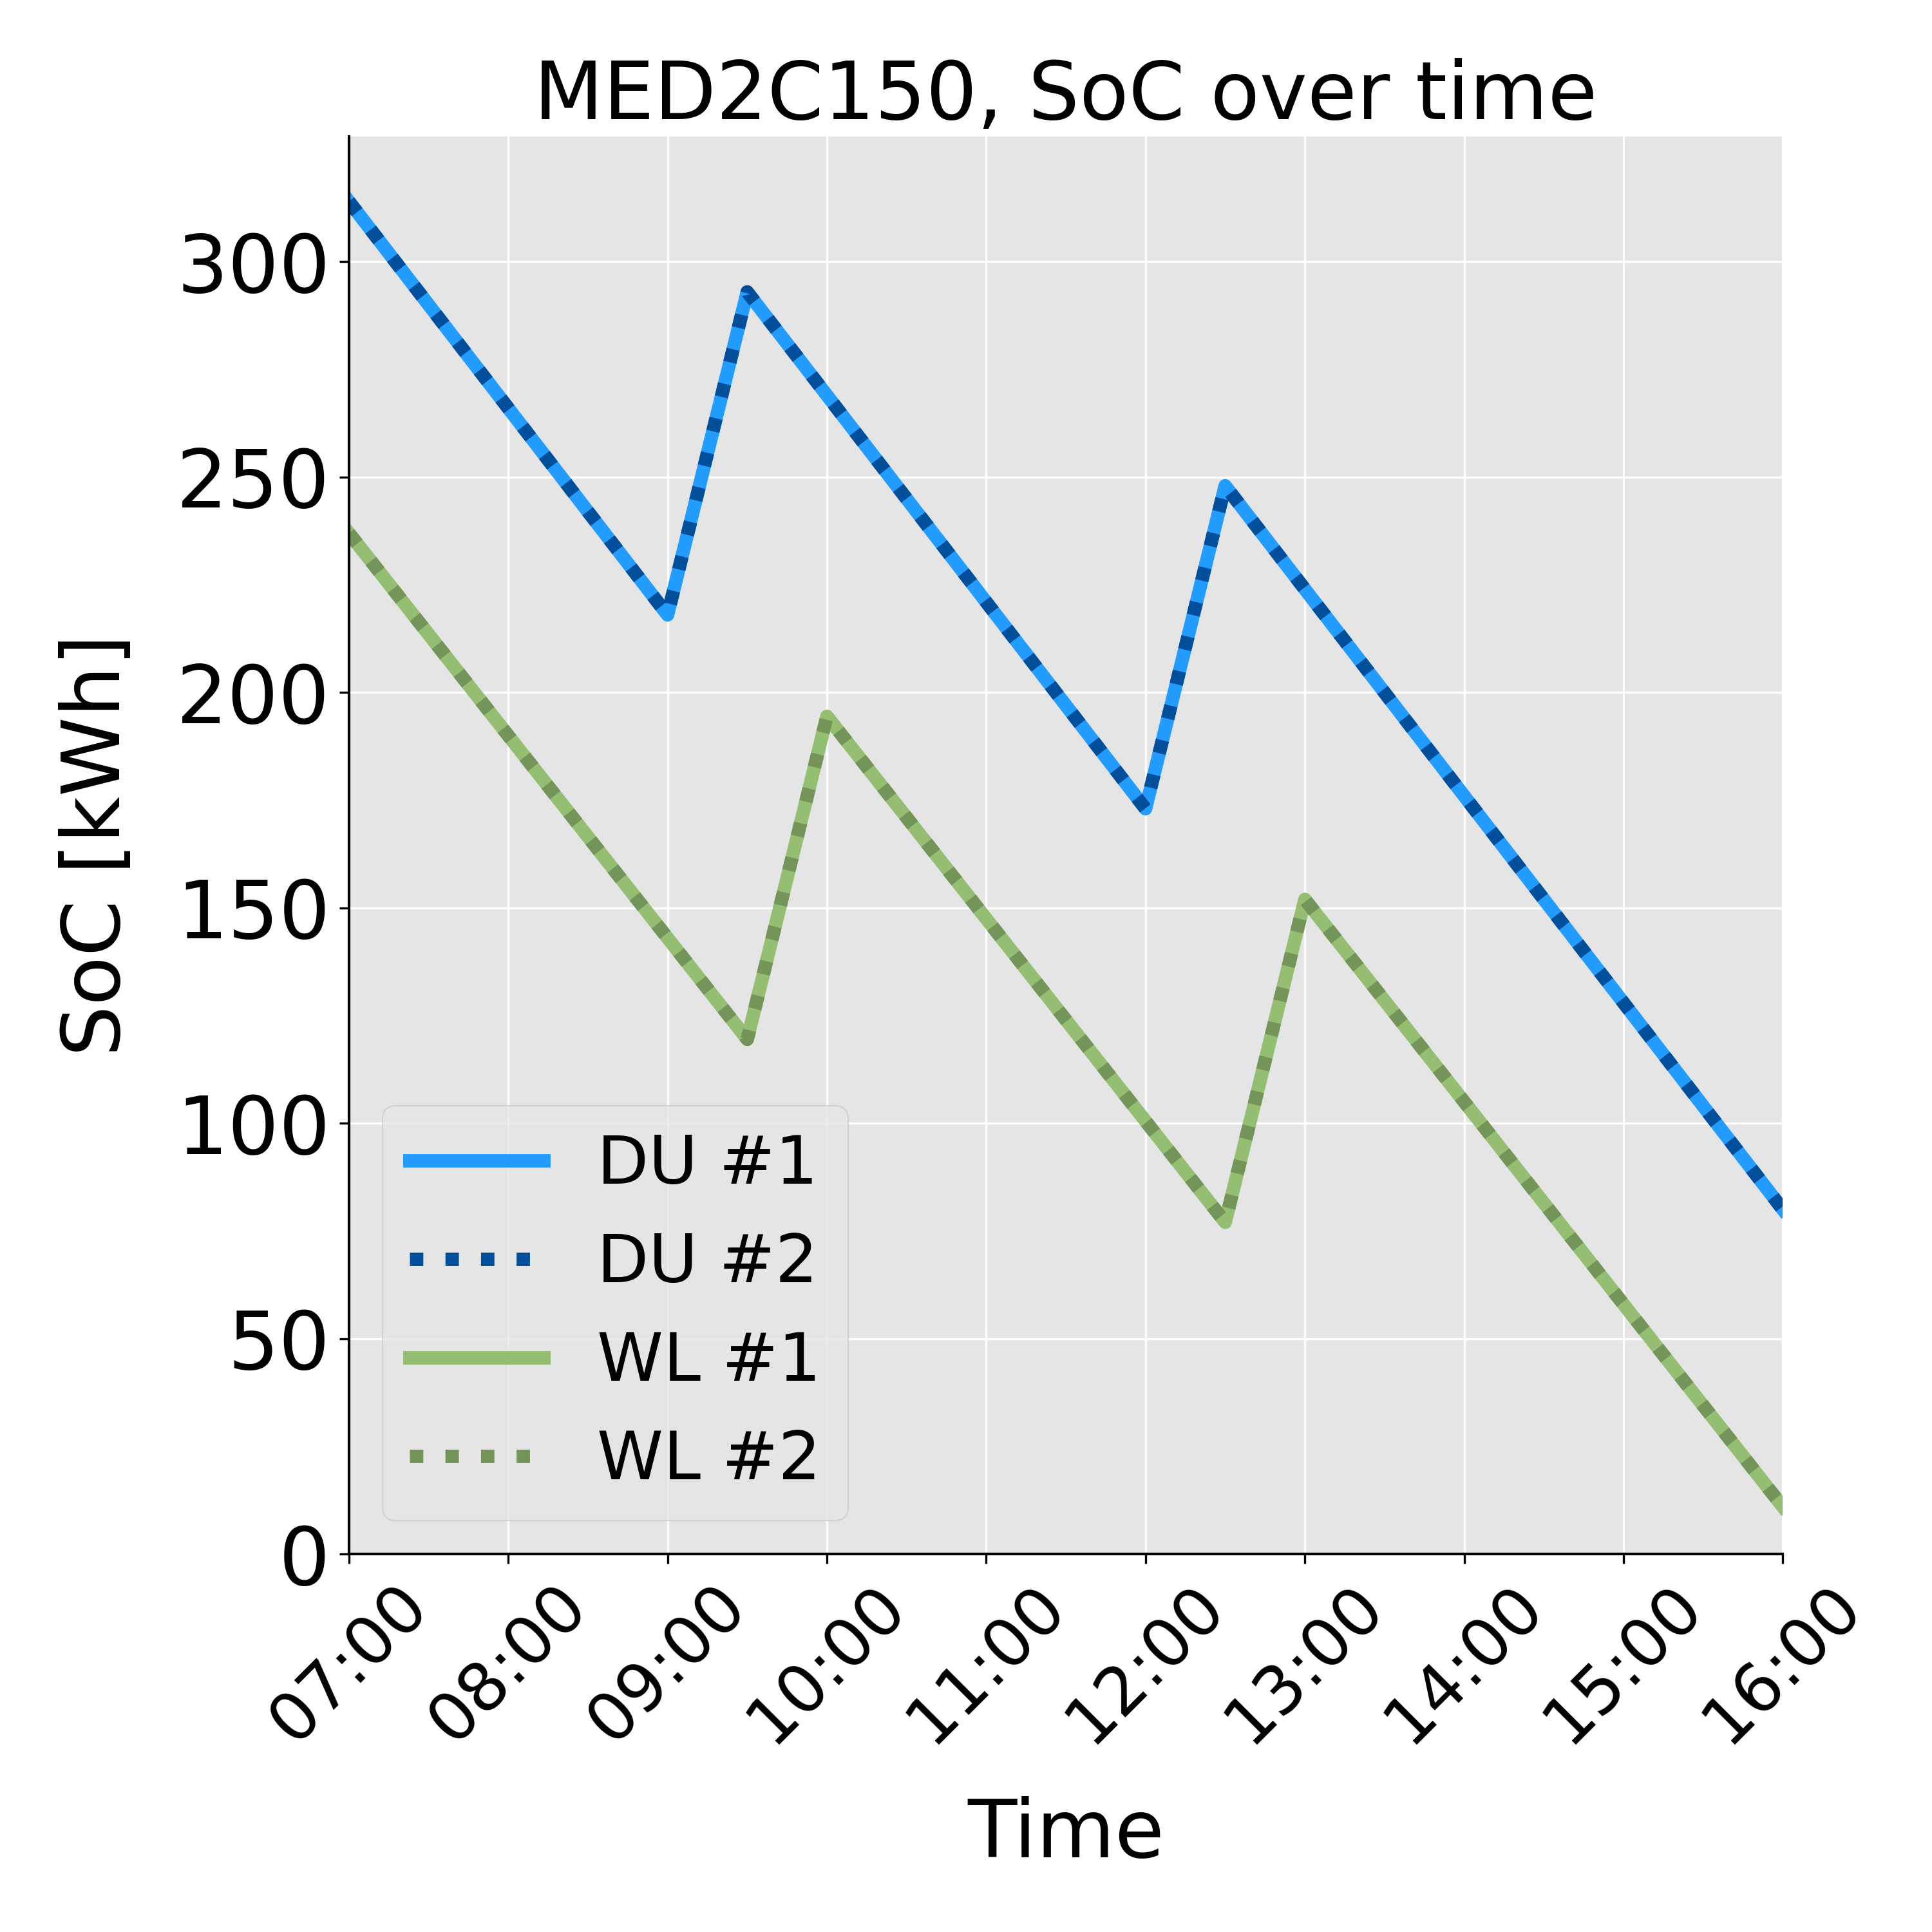 MED2C150, SoC over time
SoC [kWh]
300
250
200
150
100
50
0
DU #1
DU #2
WL #1
WL #2
07:00
08:00
09:00
10:00
11:00
12:00
13:00
14:00
15:00
16:00
Time